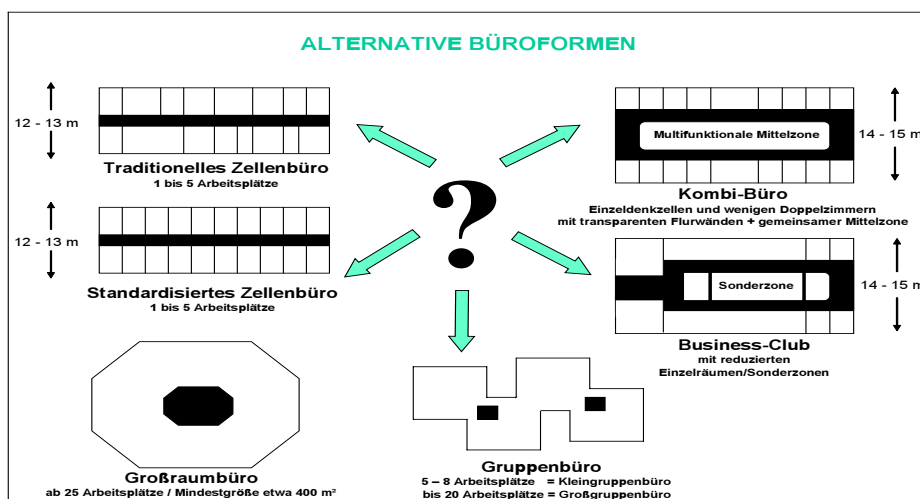 ALTERNATIVE BÜROFORMEN
12 - 13 m
Traditionelles Zellenbüro
1 bis 5 Arbeitsplätze
12 - 13 m
Standardisiertes Zellenbüro
1 bis 5 Arbeitsplätze
?
Multifunktionale Mittelzone
14 - 15 m
Kombi-Büro
Einzeldenkzellen und wenigen Doppelzimmern
mit transparenten Flurwänden + gemeinsamer Mittelzone
Sonderzone
14 - 15 m
Business-Club
mit reduzierten
Einzelräumen/Sonderzonen
Großraumbüro
ab 25 Arbeitsplätze / Mindestgröße etwa 400 m²
Gruppenbüro
5 – 8 Arbeitsplätze = Kleingruppenbüro
bis 20 Arbeitsplätze = Großgruppenbüro